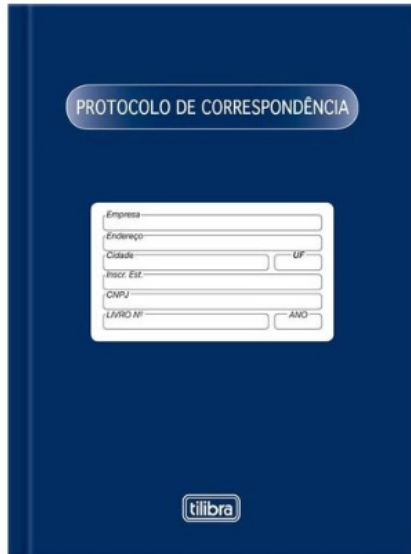 PROTOCOLO DE CORRESPONDÊNCIA
Empresa
Endereço
Cidade UF
Inscr. Est.
CNPJ
LIVRO Nº ANO
tilibra